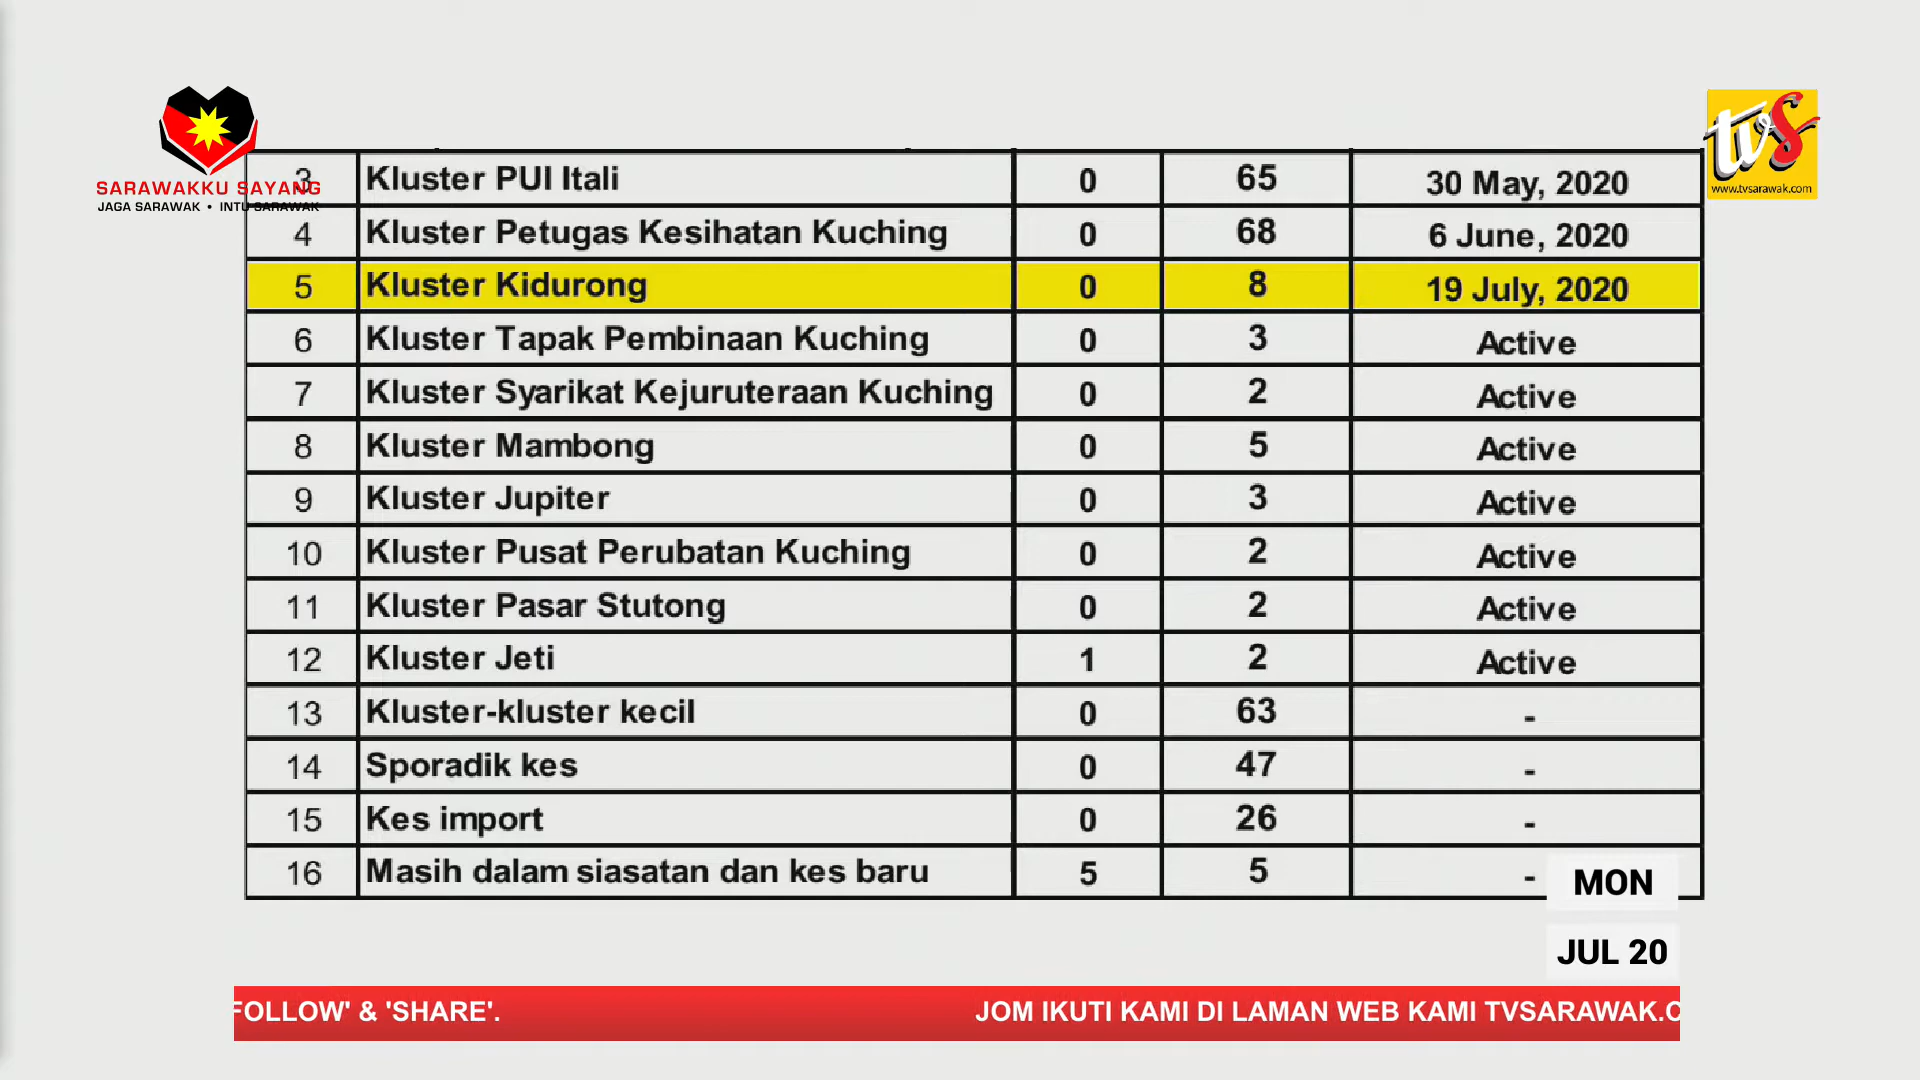 SARAWAKKU SAYANG
JAGA SARAWAK • INTU SARAWAK
tvS
www.tvsarawak.com
3 Kluster PUI Itali 0 65 30 May, 2020
4 Kluster Petugas Kesihatan Kuching 0 68 6 June, 2020
5 Kluster Kidurong 0 8 19 July, 2020
6 Kluster Tapak Pembinaan Kuching 0 3 Active
7 Kluster Syarikat Kejuruteraan Kuching 0 2 Active
8 Kluster Mambong 0 5 Active
9 Kluster Jupiter 0 3 Active
10 Kluster Pusat Perubatan Kuching 0 2 Active
11 Kluster Pasar Stutong 0 2 Active
12 Kluster Jeti 1 2 Active
13 Kluster-kluster kecil 0 63 -
14 Sporadik kes 0 47 -
15 Kes import 0 26 -
16 Masih dalam siasatan dan kes baru 5 5 -
MON
JUL 20
FOLLOW' & 'SHARE'. JOM IKUTI KAMI DI LAMAN WEB KAMI TVSARAWAK.C